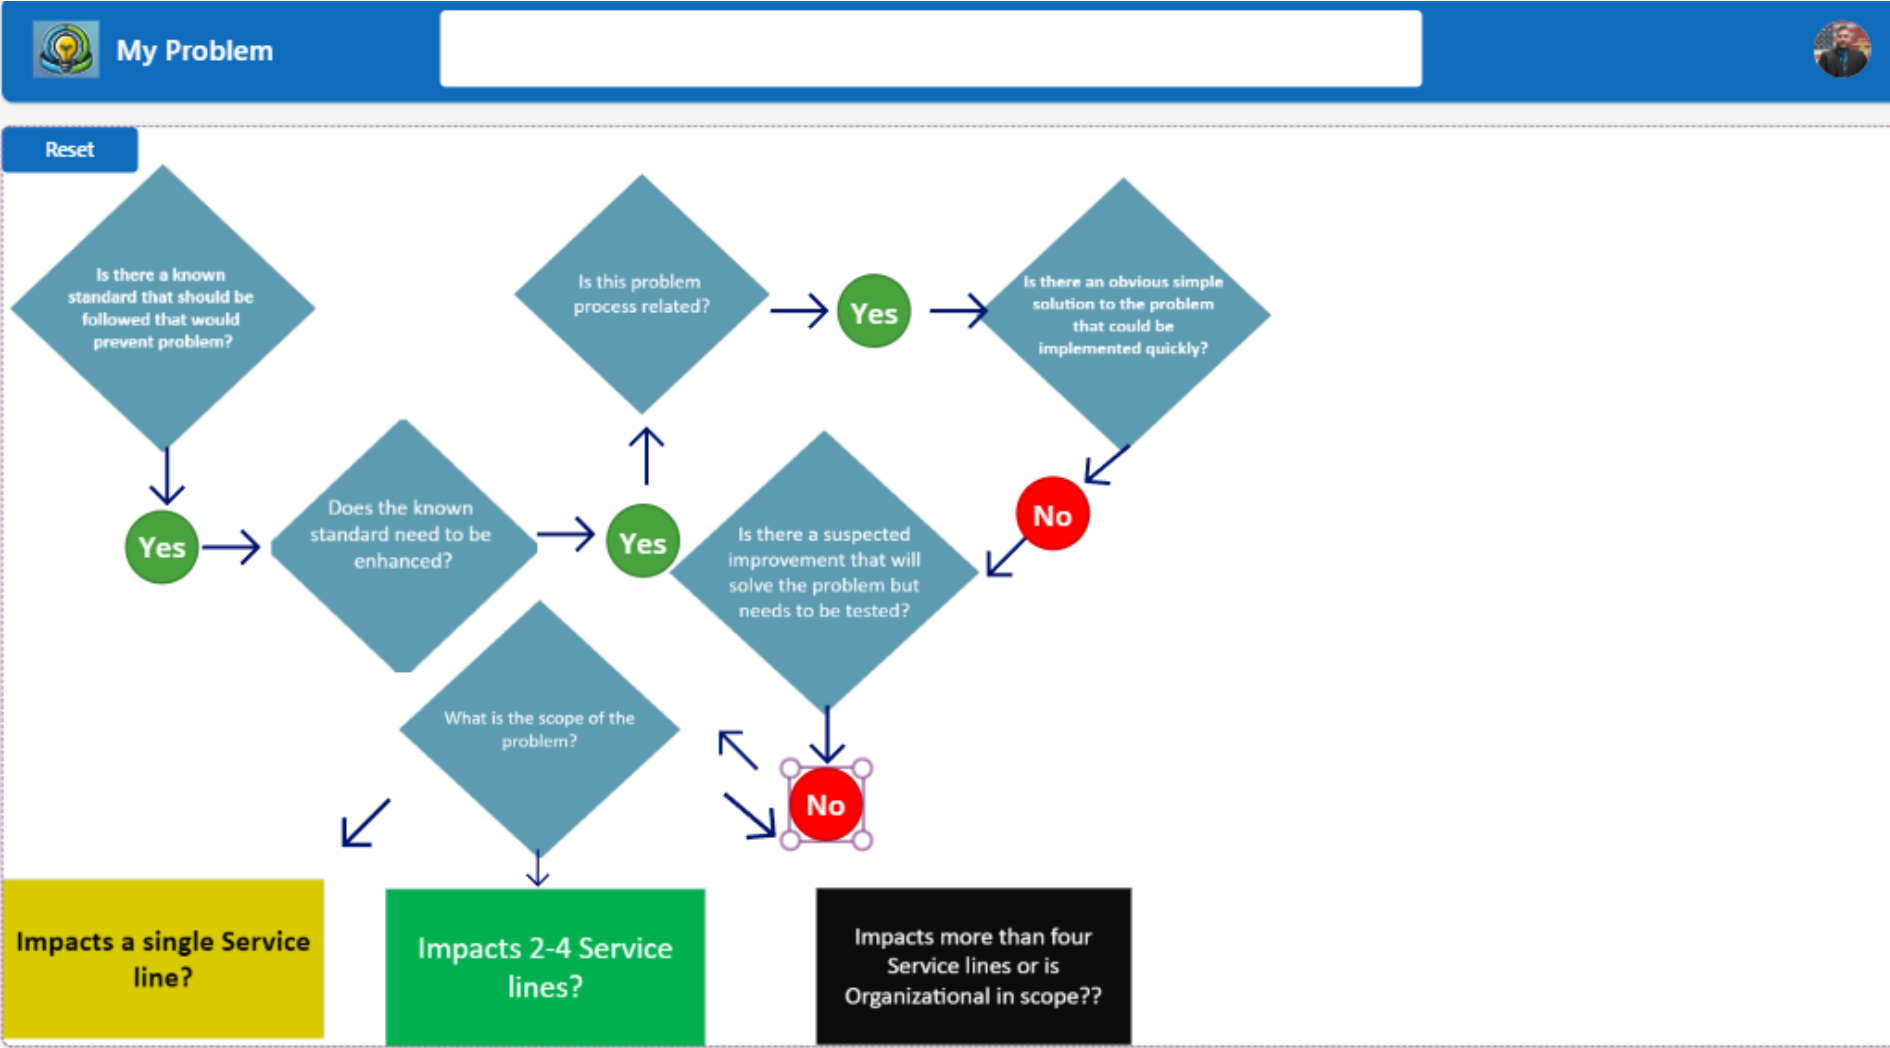 My Problem
Reset
Is there a known
standard that should be
followed that would
prevent problem?
Is this problem
process related?
Yes
Is there an obvious simple
solution to the problem
that could be
implemented quickly?
Yes
Does the known
standard need to be
enhanced?
Yes
Is there a suspected
improvement that will
solve the problem but
needs to be tested?
No
What is the scope of the
problem?
No
Impacts a single Service
line?
Impacts 2-4 Service
lines?
Impacts more than four
Service lines or is
Organizational in scope??